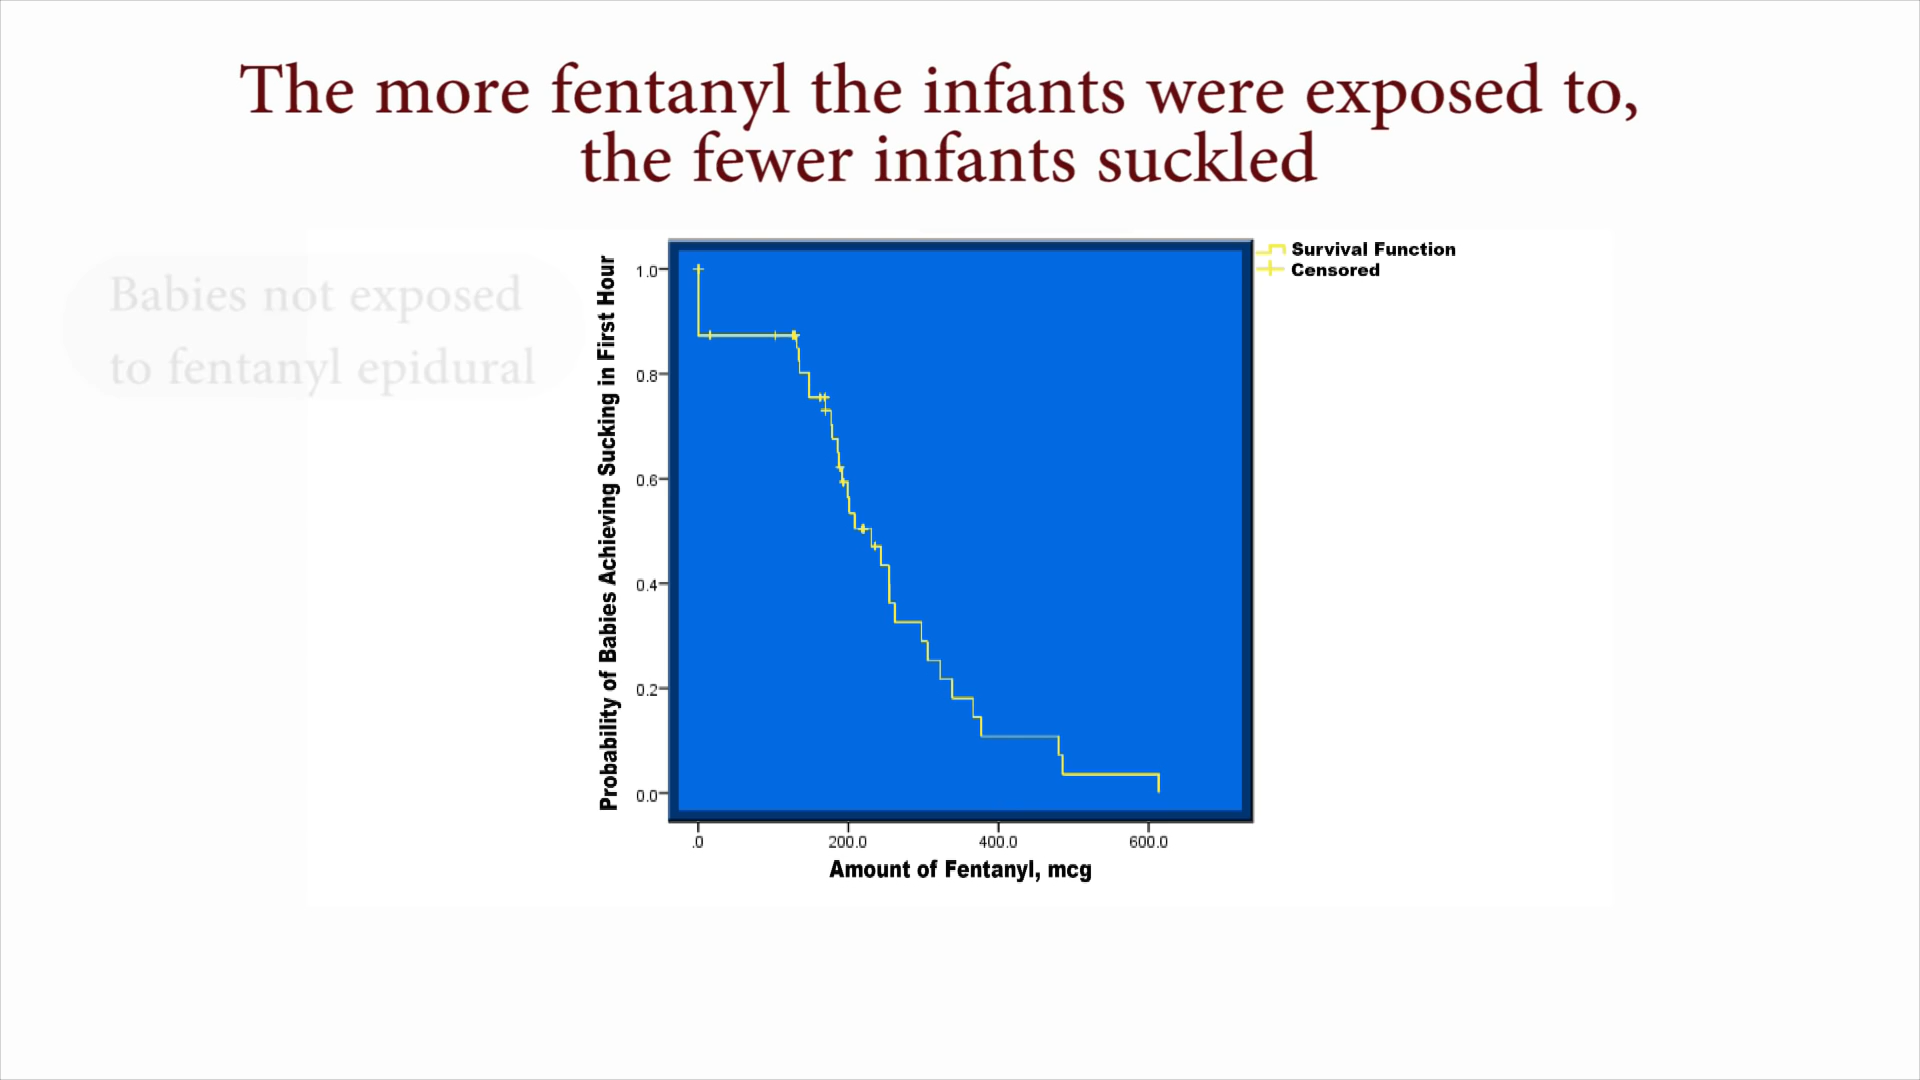 The more fentanyl the infants were exposed to,
the fewer infants suckled
Babies not exposed
to fentanyl epidural
Probability of Babies Achieving Sucking in First Hour
1.0
0.8
0.6
0.4
0.2
0.0
.0
200.0
400.0
600.0
Amount of Fentanyl, mcg
Survival Function
Censored